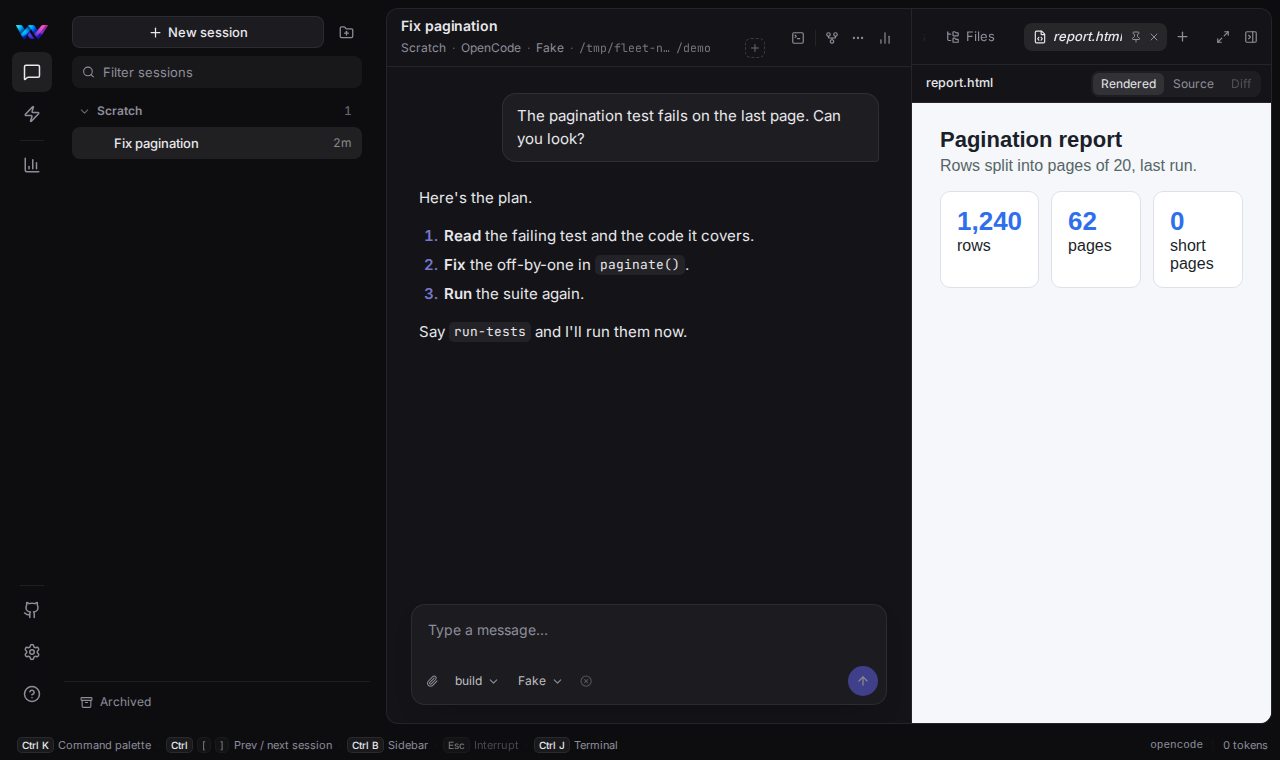 New session
Filter sessions
Scratch 1
Fix pagination 2m
Archived
Fix pagination
Scratch · OpenCode · Fake · /tmp/fleet-n… /demo
The pagination test fails on the last page. Can
you look?
Here's the plan.
1. Read the failing test and the code it covers.
2. Fix the off-by-one in paginate().
3. Run the suite again.
Say run-tests and I'll run them now.
Type a message...
build Fake
Files
report.html
report.html
Rendered Source Diff
Pagination report
Rows split into pages of 20, last run.
1,240
rows
62
pages
0
short
pages
Ctrl K Command palette Ctrl [ ] Prev / next session Ctrl B Sidebar Esc Interrupt Ctrl J Terminal
opencode 0 tokens